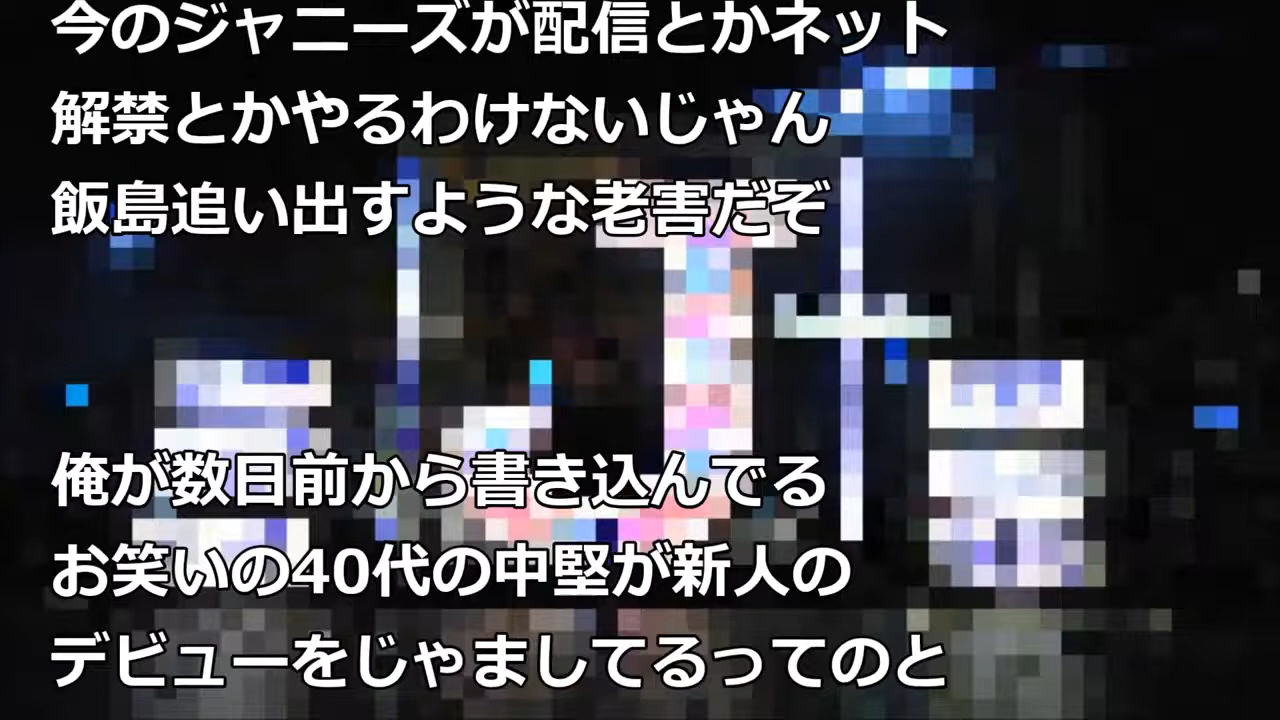 今のジャニーズが配信とかネット
解禁とかやるわけないじゃん
飯島追い出すような老害だぞ
俺が数日前から書き込んでる
お笑いの40代の中堅が新人の
デビューをじゃましてるってのと